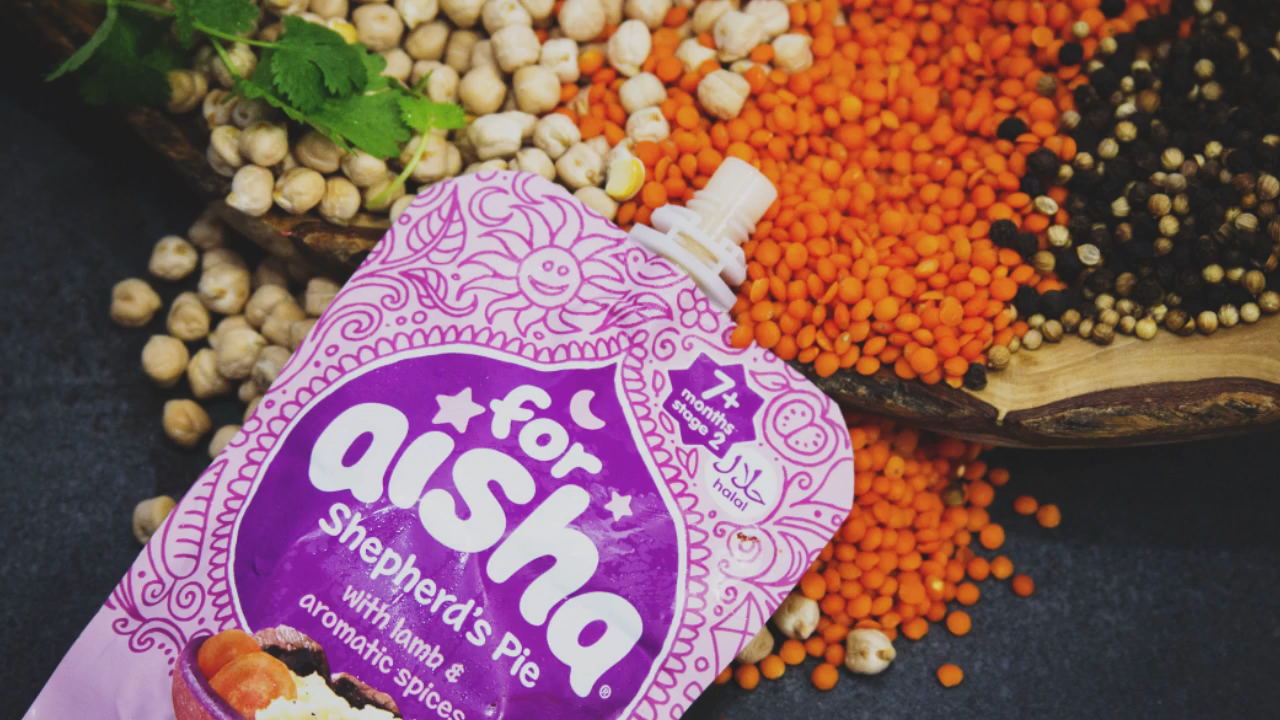 for
aisha®
Shepherd's Pie
with lamb &
aromatic spices
7+
months
stage 2
حلال
halal